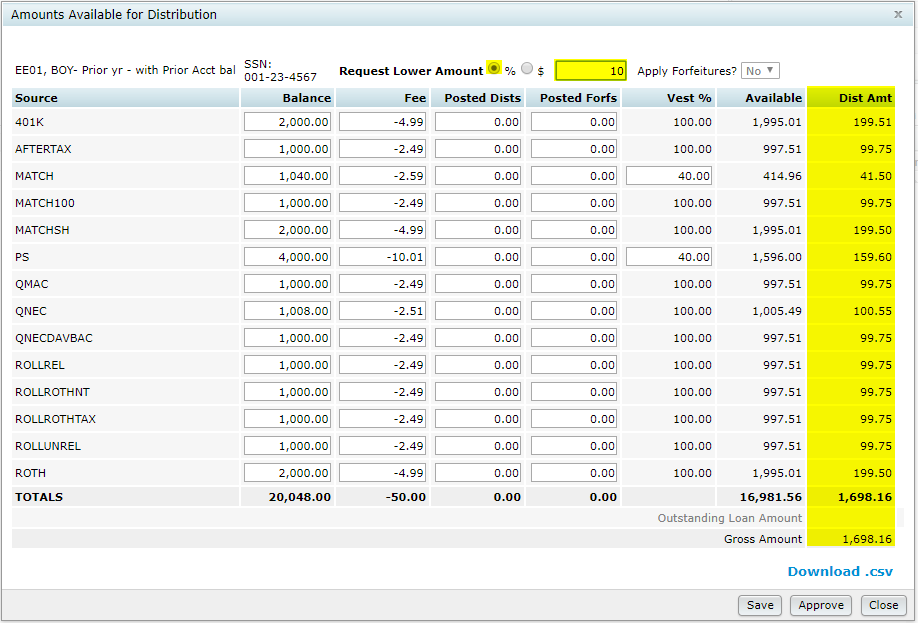 Amounts Available for Distribution x
EE01, BOY- Prior yr - with Prior Acct bal SSN: 001-23-4567 Request Lower Amount % $ 10 Apply Forfeitures? No ▼
Source Balance Fee Posted Dists Posted Forfs Vest % Available Dist Amt
401K 2,000.00 -4.99 0.00 0.00 100.00 1,995.01 199.51
AFTERTAX 1,000.00 -2.49 0.00 0.00 100.00 997.51 99.75
MATCH 1,040.00 -2.59 0.00 0.00 40.00 414.96 41.50
MATCH100 1,000.00 -2.49 0.00 0.00 100.00 997.51 99.75
MATCHSH 2,000.00 -4.99 0.00 0.00 100.00 1,995.01 199.50
PS 4,000.00 -10.01 0.00 0.00 40.00 1,596.00 159.60
QMAC 1,000.00 -2.49 0.00 0.00 100.00 997.51 99.75
QNEC 1,008.00 -2.51 0.00 0.00 100.00 1,005.49 100.55
QNECDAVBAC 1,000.00 -2.49 0.00 0.00 100.00 997.51 99.75
ROLLREL 1,000.00 -2.49 0.00 0.00 100.00 997.51 99.75
ROLLROTHNT 1,000.00 -2.49 0.00 0.00 100.00 997.51 99.75
ROLLROTHTAX 1,000.00 -2.49 0.00 0.00 100.00 997.51 99.75
ROLLUNREL 1,000.00 -2.49 0.00 0.00 100.00 997.51 99.75
ROTH 2,000.00 -4.99 0.00 0.00 100.00 1,995.01 199.50
TOTALS 20,048.00 -50.00 0.00 0.00 16,981.56 1,698.16
Outstanding Loan Amount
Gross Amount 1,698.16
Download .csv
Save Approve Close